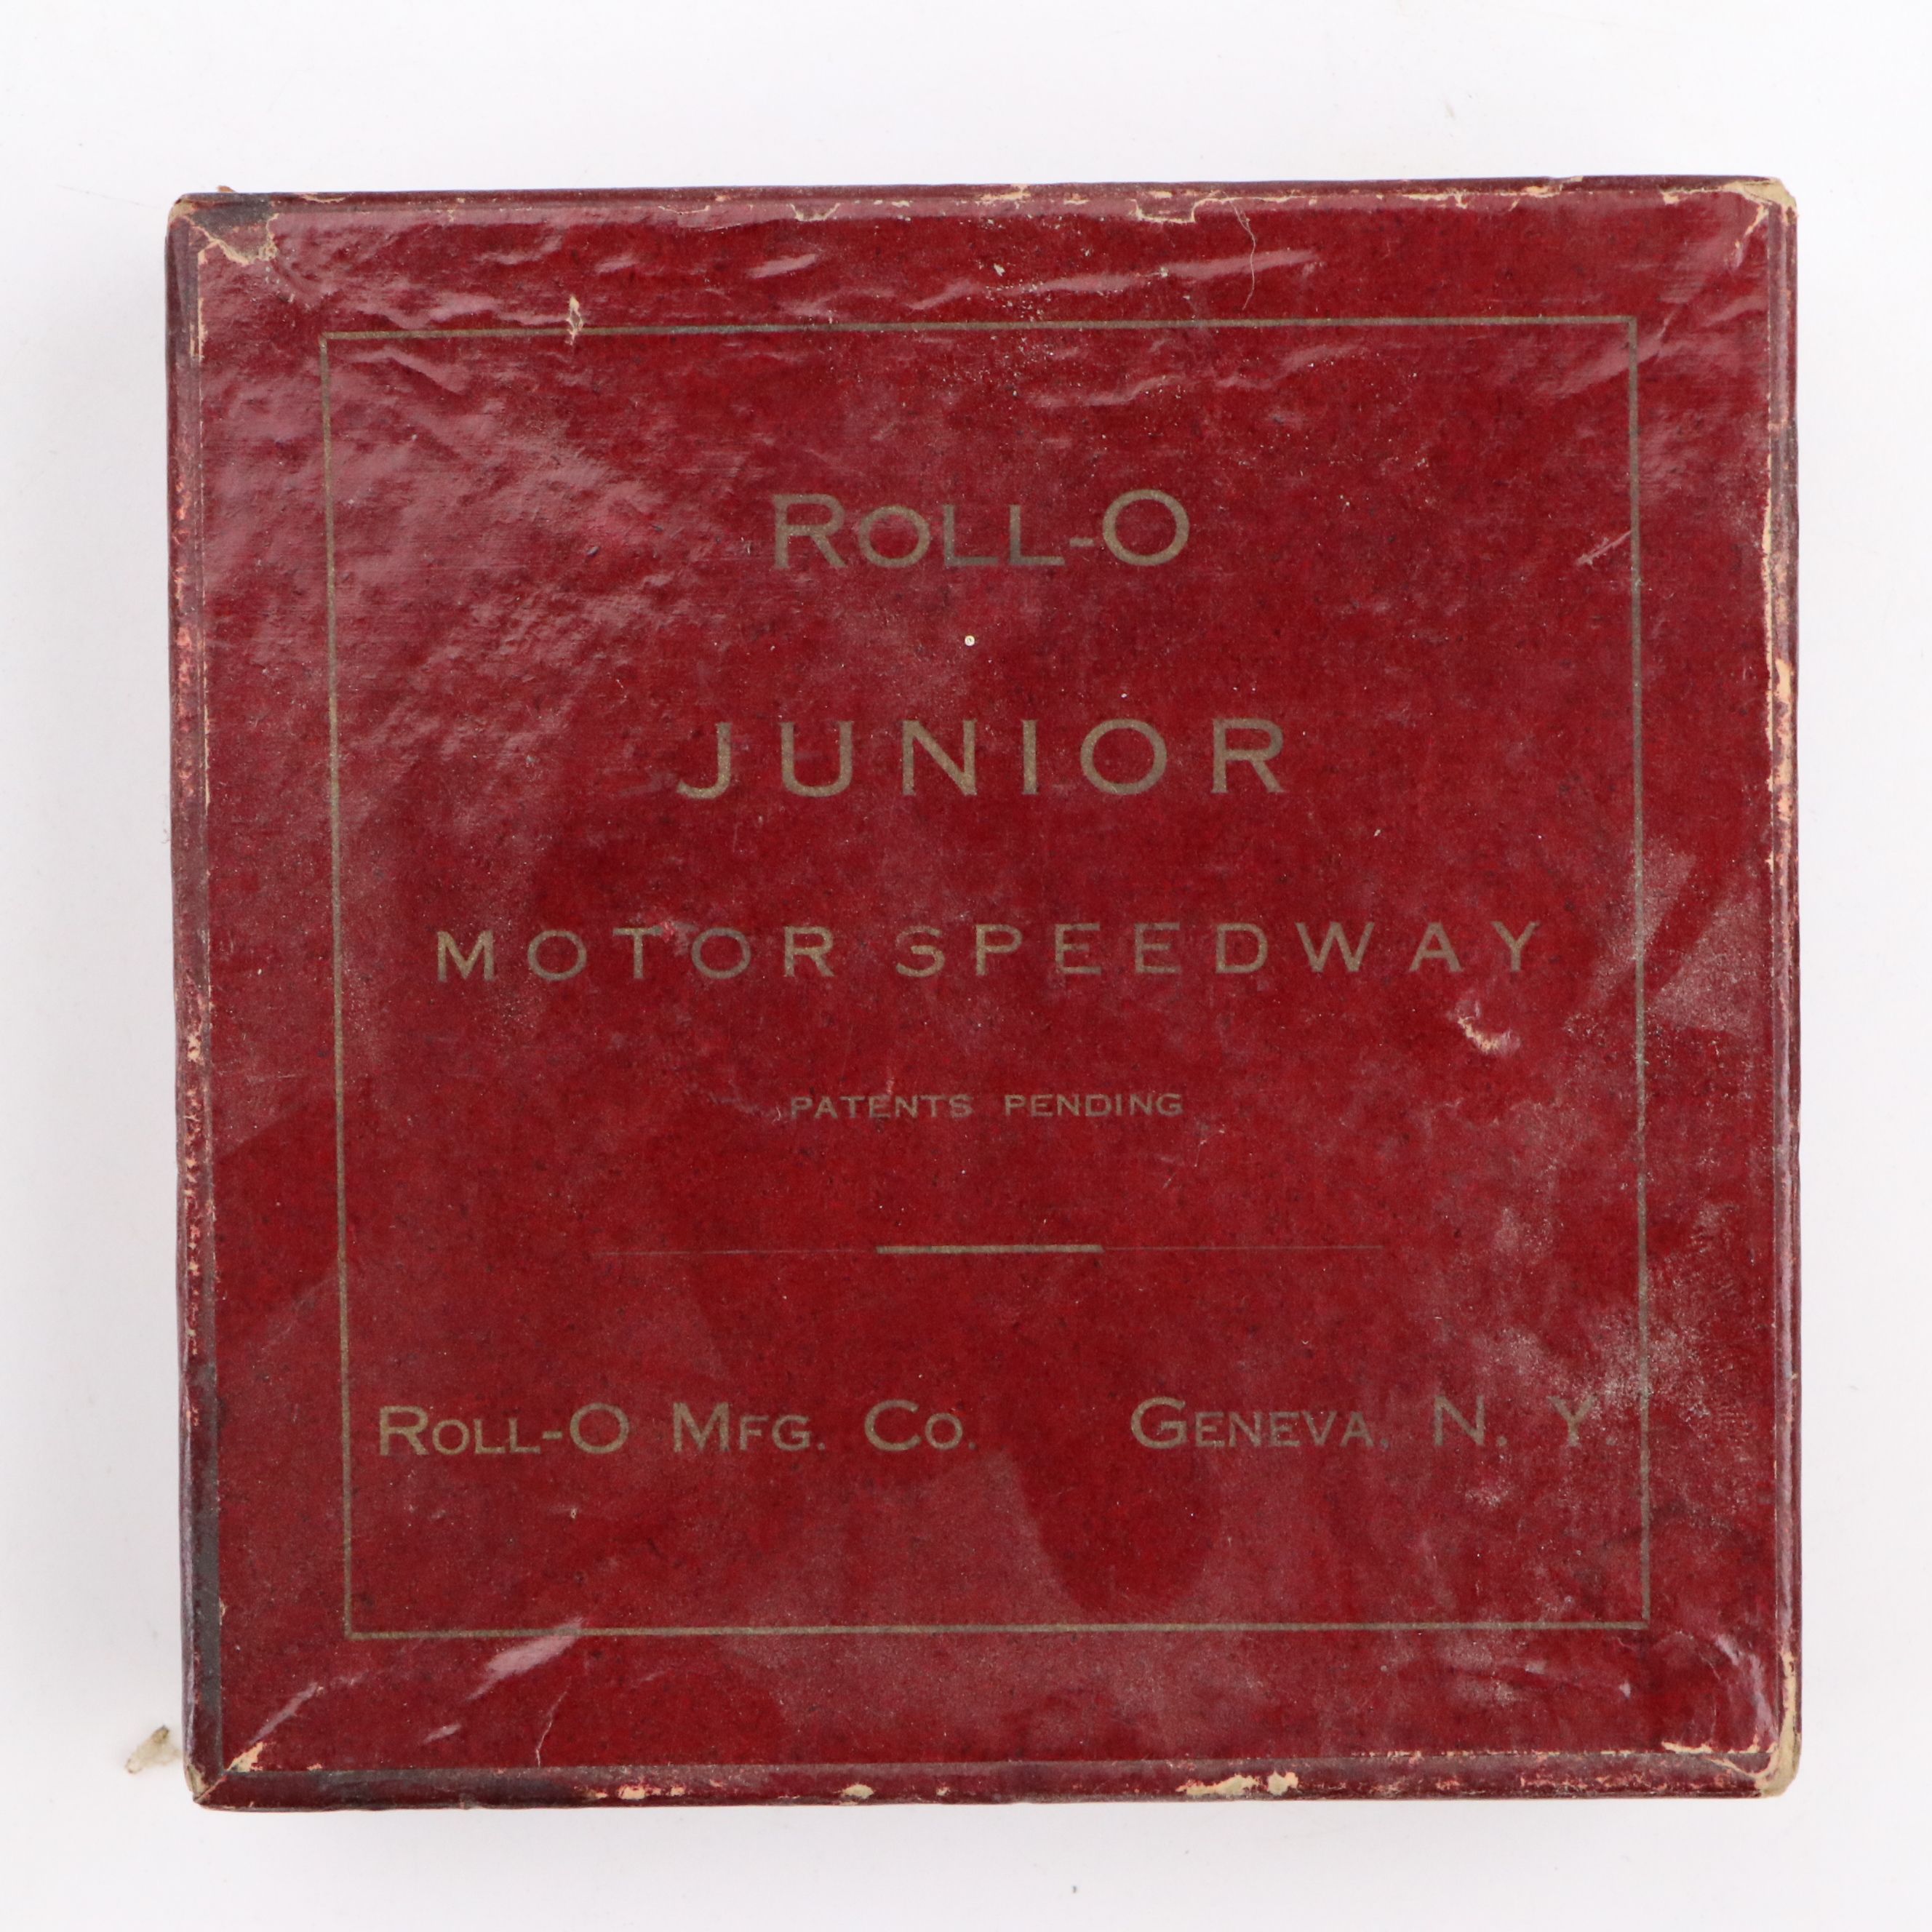 ROLL-O
JUNIOR
MOTOR SPEEDWAY
PATENTS PENDING
ROLL-O MFG. CO. GENEVA, N. Y.